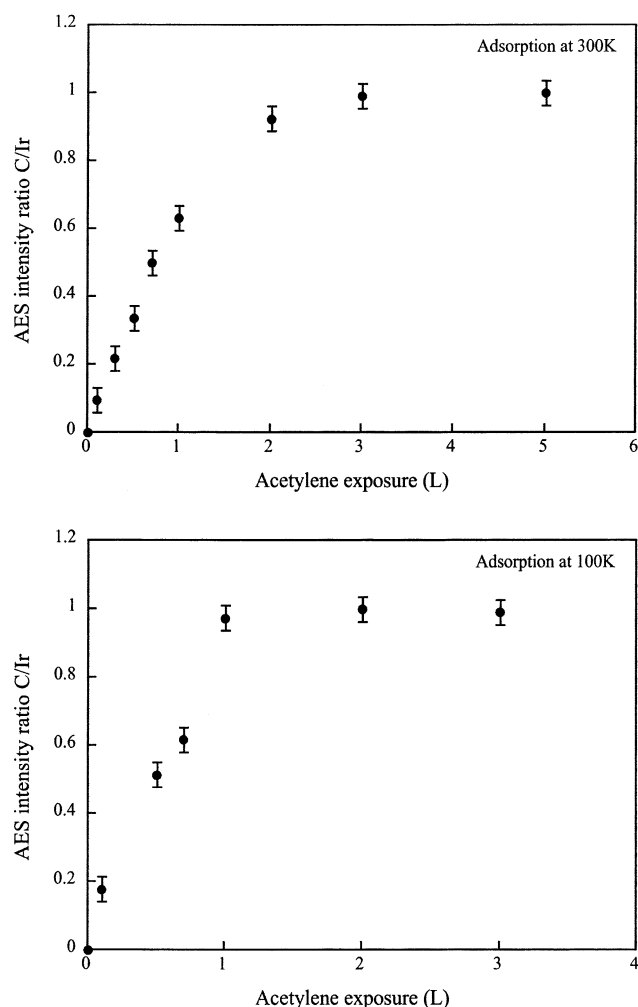 1.2
Adsorption at 300K
1
0.8
0.6
0.4
0.2
0
0 1 2 3 4 5 6
AES intensity ratio C/Ir
Acetylene exposure (L)
1.2
Adsorption at 100K
1
0.8
0.6
0.4
0.2
0
0 1 2 3 4
AES intensity ratio C/Ir
Acetylene exposure (L)